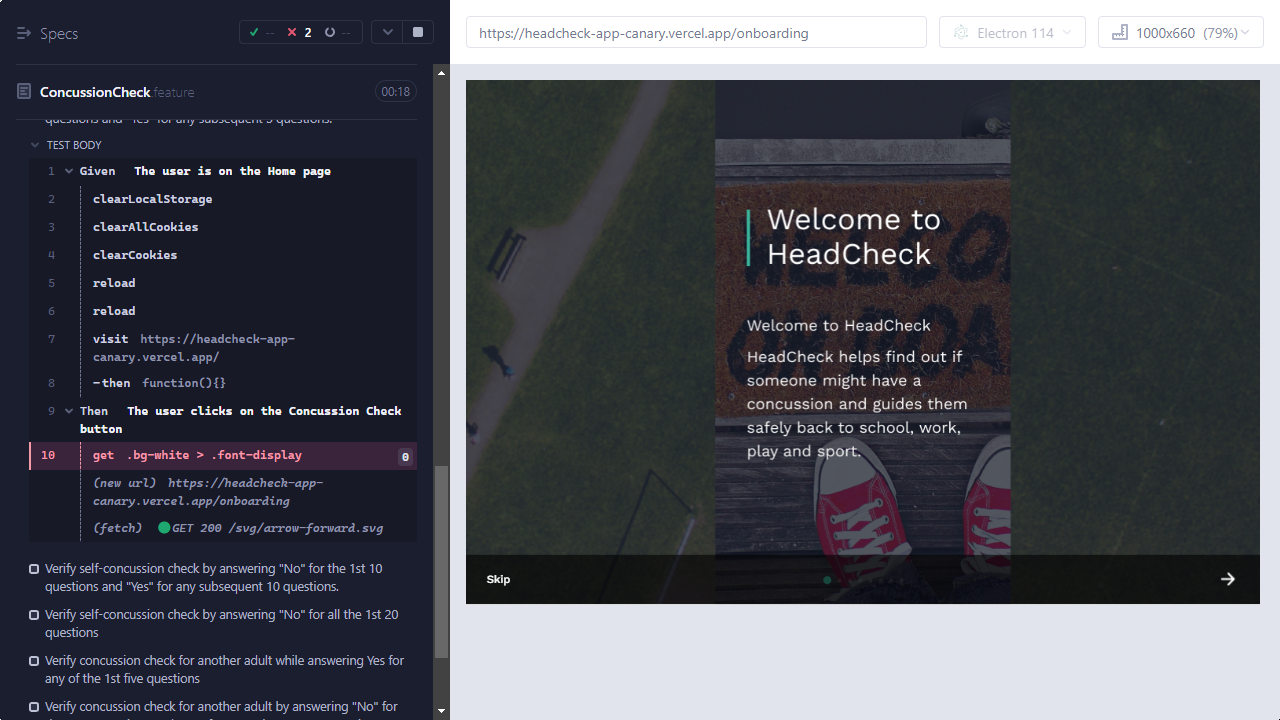 Specs
-- 2 --
https://headcheck-app-canary.vercel.app/onboarding
Electron 114
1000x660 (79%)
ConcussionCheck feature
00:18
questions and "Yes" for any subsequent 5 questions.
TEST BODY
1 Given The user is on the Home page
2 clearLocalStorage
3 clearAllCookies
4 clearCookies
5 reload
6 reload
7 visit https://headcheck-app-
canary.vercel.app/
8 -then function(){}
9 Then The user clicks on the Concussion Check
button
10 get .bg-white > .font-display 0
(new url) https://headcheck-app-
canary.vercel.app/onboarding
(fetch) GET 200 /svg/arrow-forward.svg
Verify self-concussion check by answering "No" for the 1st 10
questions and "Yes" for any subsequent 10 questions.
Verify self-concussion check by answering "No" for all the 1st 20
questions
Verify concussion check for another adult while answering Yes for
any of the 1st five questions
Verify concussion check for another adult by answering "No" for
Welcome to
HeadCheck
Welcome to HeadCheck
HeadCheck helps find out if
someone might have a
concussion and guides them
safely back to school, work,
play and sport.
Skip